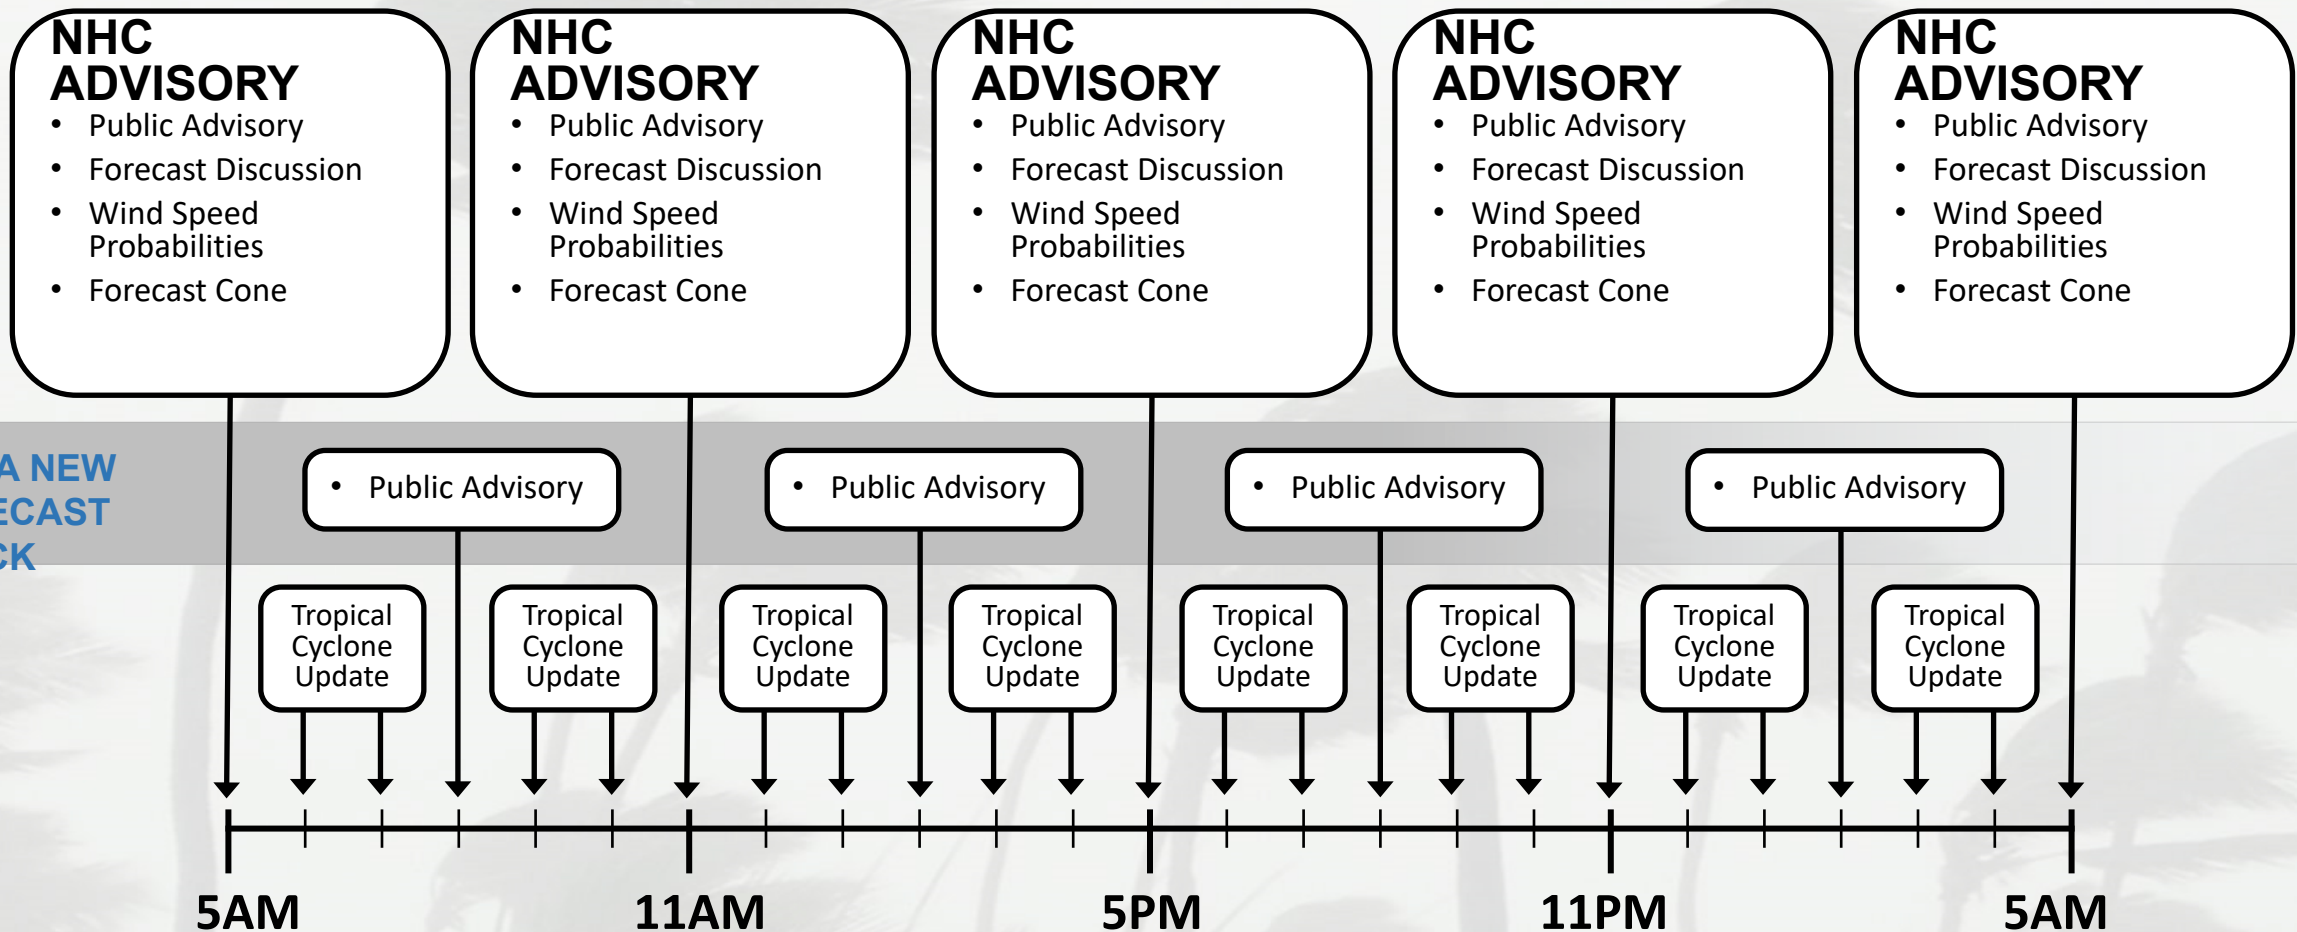 NHC
ADVISORY
• Public Advisory
• Forecast Discussion
• Wind Speed
Probabilities
• Forecast Cone
NHC
ADVISORY
• Public Advisory
• Forecast Discussion
• Wind Speed
Probabilities
• Forecast Cone
NHC
ADVISORY
• Public Advisory
• Forecast Discussion
• Wind Speed
Probabilities
• Forecast Cone
NHC
ADVISORY
• Public Advisory
• Forecast Discussion
• Wind Speed
Probabilities
• Forecast Cone
NHC
ADVISORY
• Public Advisory
• Forecast Discussion
• Wind Speed
Probabilities
• Forecast Cone
A NEW
ECAST
CK
• Public Advisory
• Public Advisory
• Public Advisory
• Public Advisory
Tropical
Cyclone
Update
Tropical
Cyclone
Update
Tropical
Cyclone
Update
Tropical
Cyclone
Update
Tropical
Cyclone
Update
Tropical
Cyclone
Update
Tropical
Cyclone
Update
Tropical
Cyclone
Update
5AM
11AM
5PM
11PM
5AM